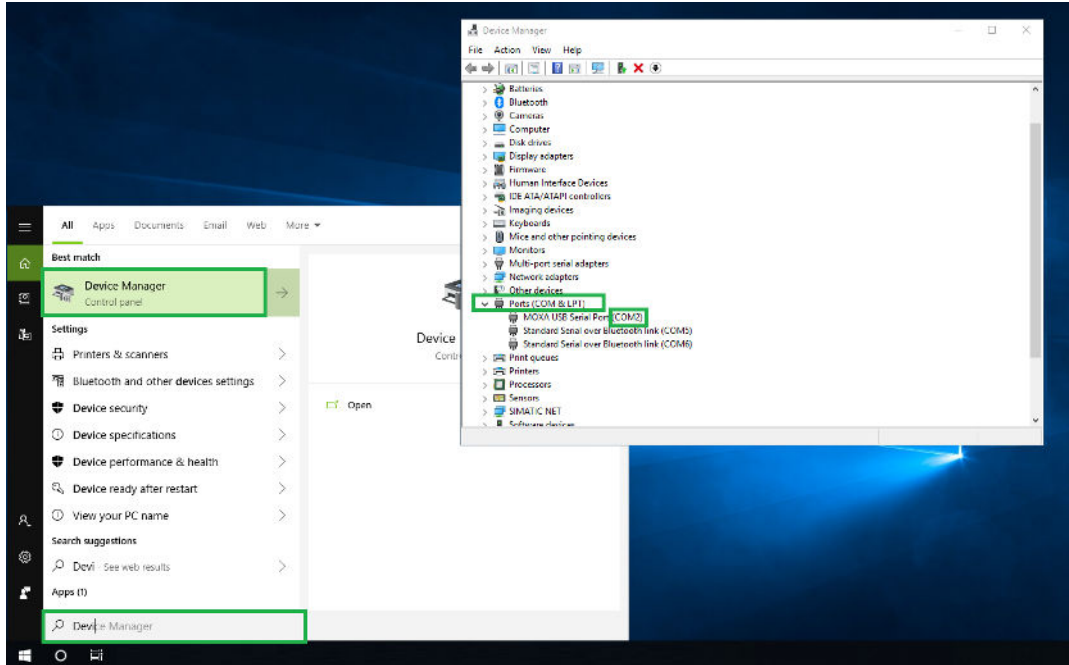 All Apps Documents Email Web More
Best match
Device Manager
Control panel
Settings
Printers & scanners
Bluetooth and other devices settings
Device security
Device specifications
Device performance & health
Device ready after restart
View your PC name
Search suggestions
Devi - See web results
Apps (1)
Device Manager
Device
Contr
Open
Device Manager
File Action View Help
Batteries
Bluetooth
Cameras
Computer
Disk drives
Display adapters
Firmware
Human Interface Devices
IDE ATA/ATAPI controllers
Imaging devices
Keyboards
Mice and other pointing devices
Monitors
Multi-port serial adapters
Network adapters
Other devices
Ports (COM & LPT)
MOXA USB Serial Port (COM2)
Standard Serial over Bluetooth link (COM5)
Standard Serial over Bluetooth link (COM6)
Print queues
Printers
Processors
Sensors
SIMATIC NET
Software devices